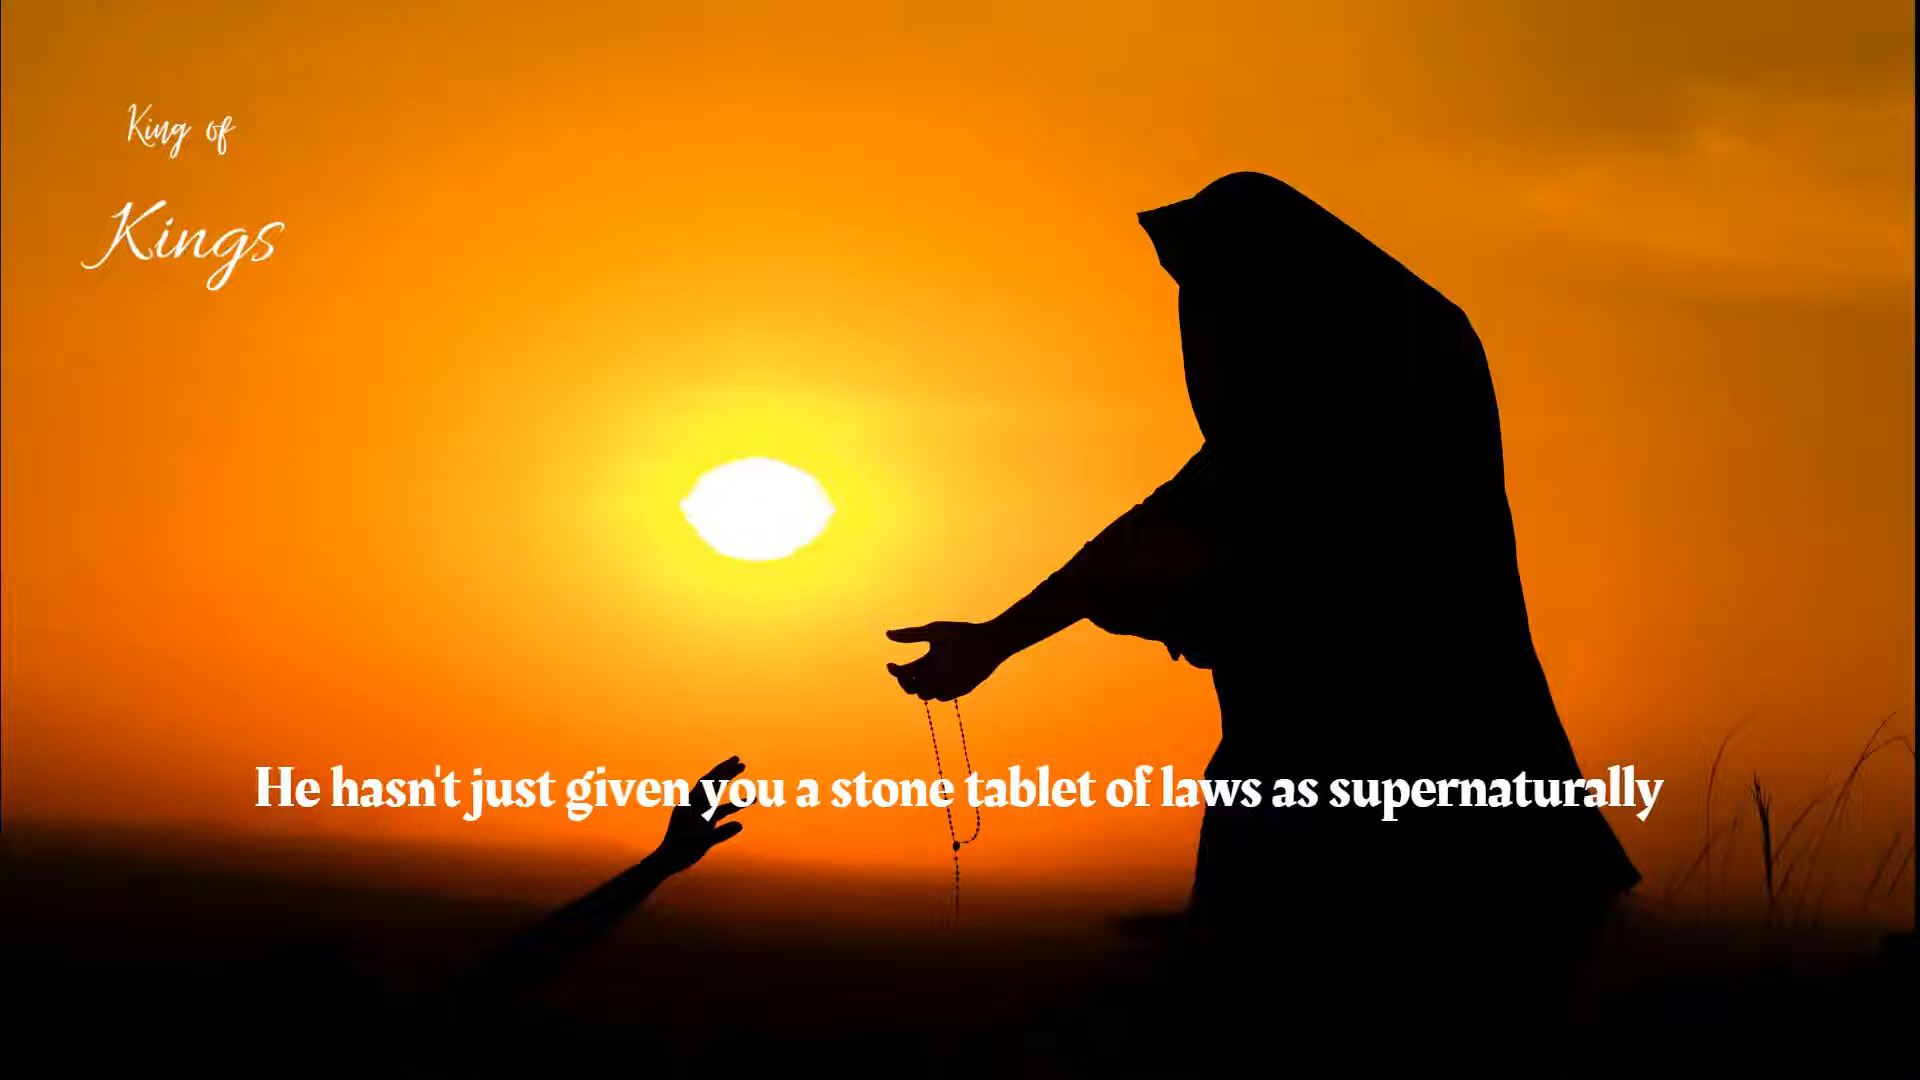 King of
Kings
He hasn't just given you a stone tablet of laws as supernaturally